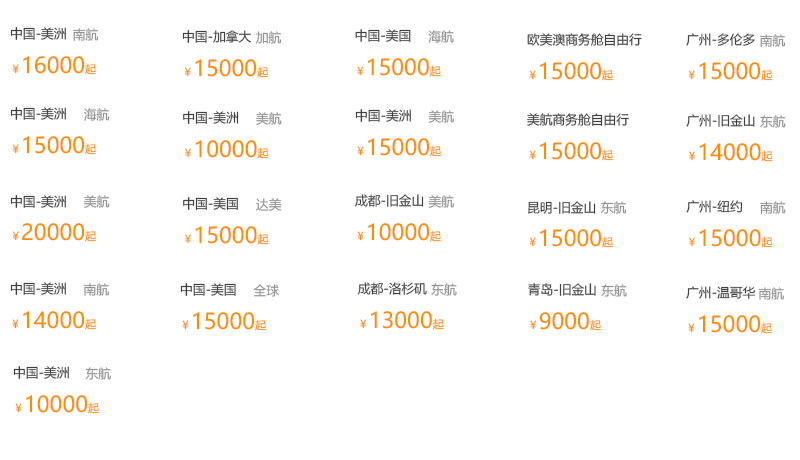 中国-美洲 南航
¥16000起
中国-加拿大 加航
¥15000起
中国-美国 海航
¥15000起
欧美澳商务舱自由行
¥15000起
广州-多伦多 南航
¥15000起
中国-美洲 海航
¥15000起
中国-美洲 美航
¥10000起
中国-美洲 美航
¥15000起
美航商务舱自由行
¥15000起
广州-旧金山 东航
¥14000起
中国-美洲 美航
¥20000起
中国-美国 达美
¥15000起
成都-旧金山 美航
¥10000起
昆明-旧金山 东航
¥15000起
广州-纽约 南航
¥15000起
中国-美洲 南航
¥14000起
中国-美国 全球
¥15000起
成都-洛杉矶 东航
¥13000起
青岛-旧金山 东航
¥9000起
广州-温哥华 南航
¥15000起
中国-美洲 东航
¥10000起